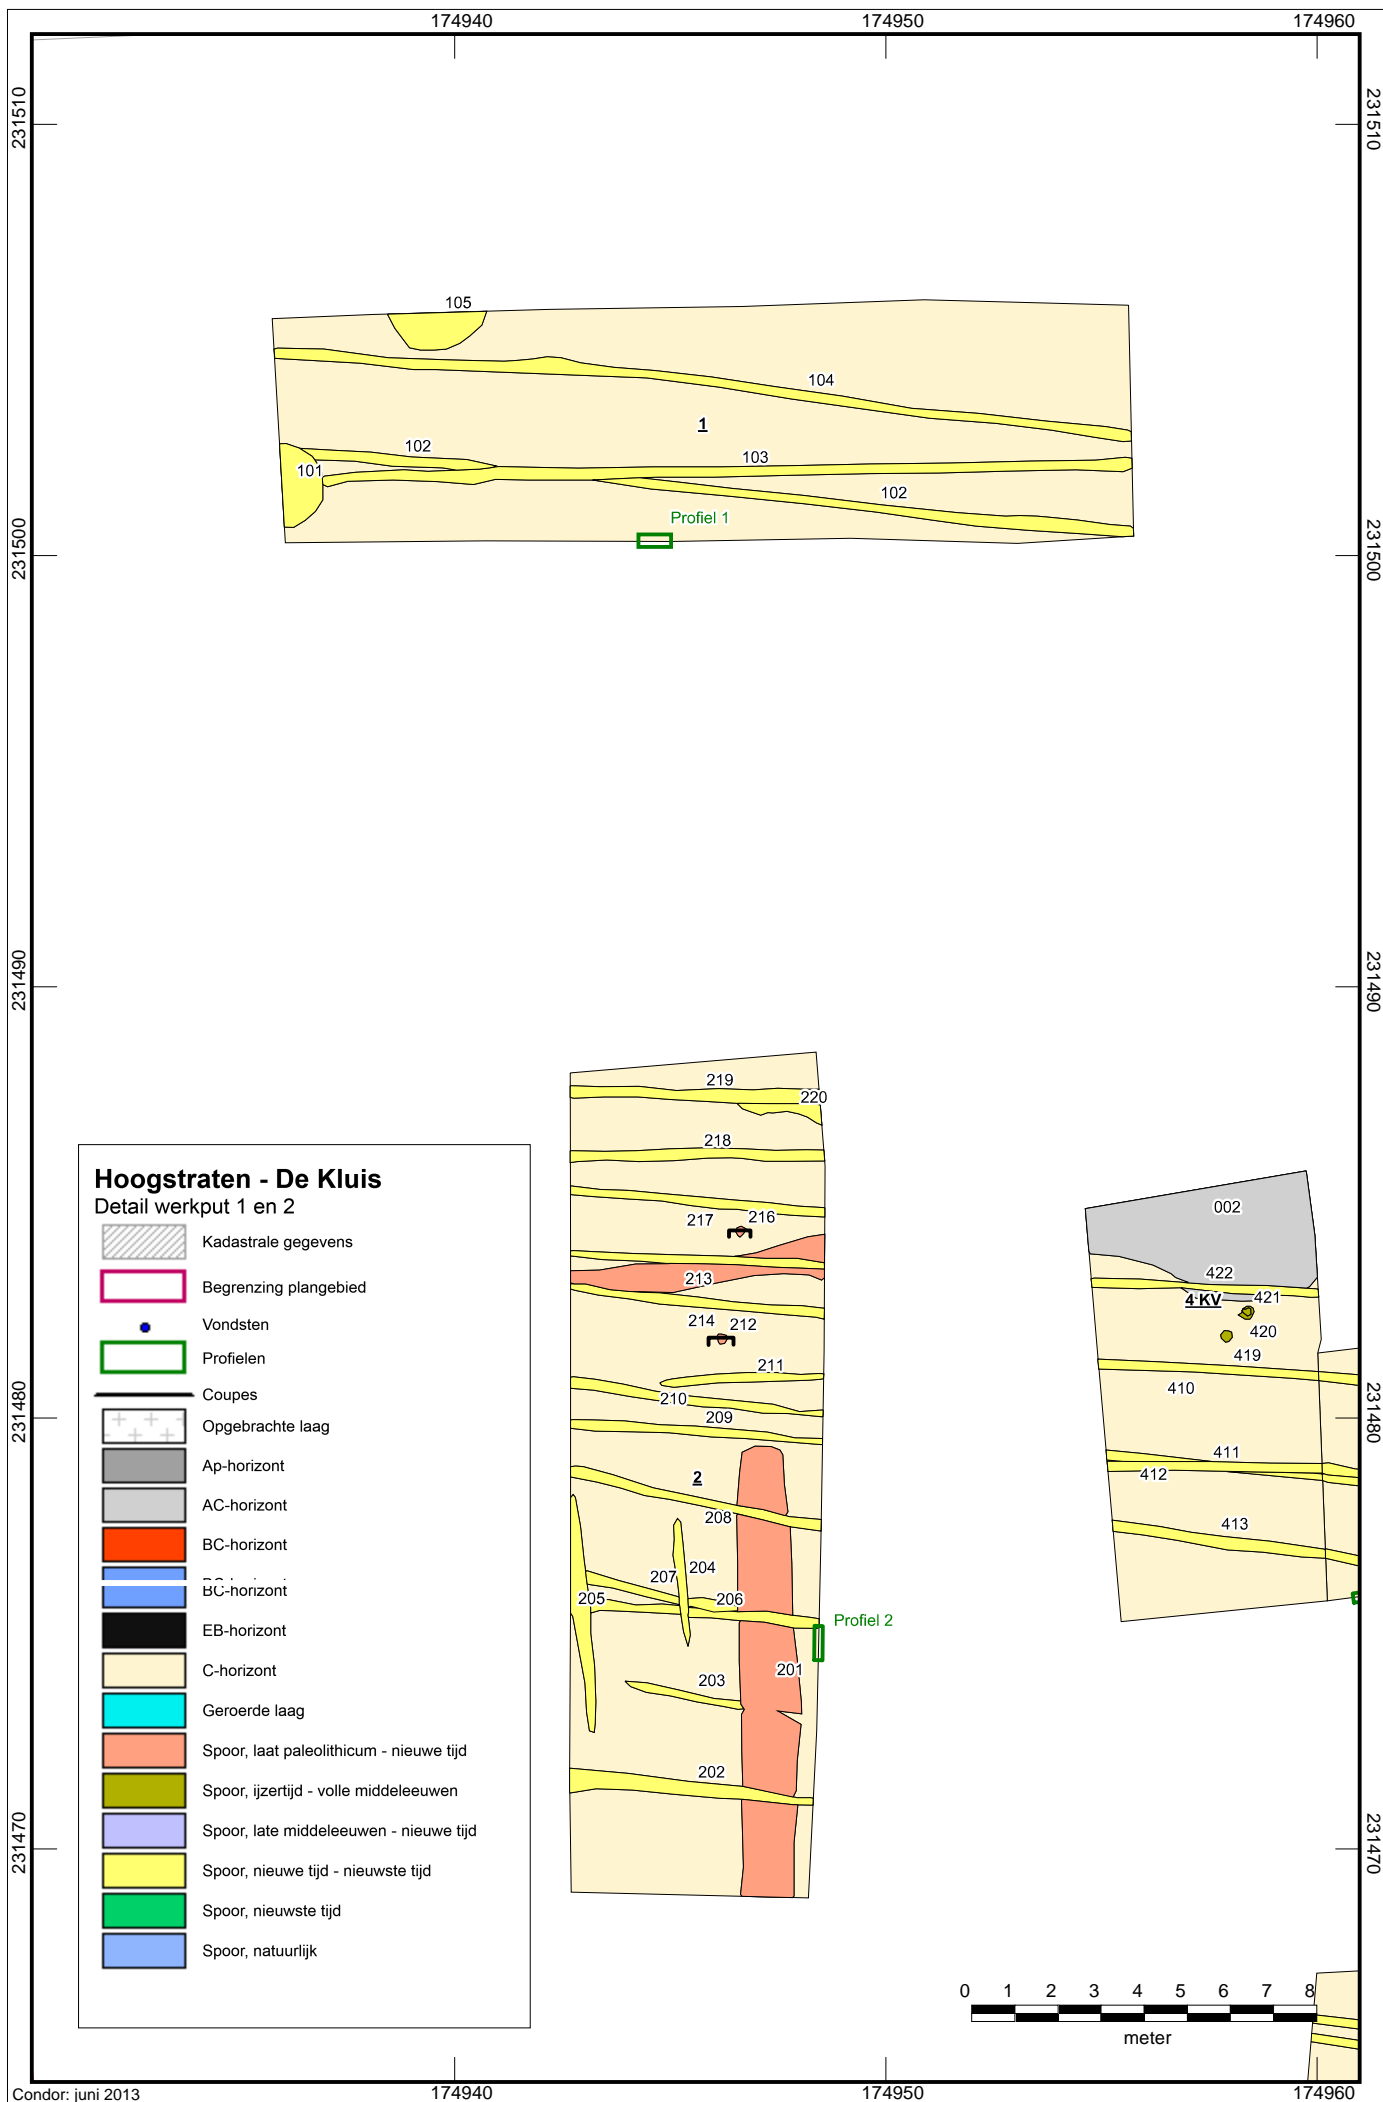 174940
174950
174960
231510
231510
105
104
1
102
103
101
102
Profiel 1
231500
231500
231490
231490
219
220
218
217
216
213
214
212
211
210
209
2
208
204
207
205
206
Profiel 2
201
203
202
002
422
421
4 KV
420
419
410
411
412
413
231480
231480
Hoogstraten - De Kluis
Detail werkput 1 en 2
Kadastrale gegevens
Begrenzing plangebied
Vondsten
Profielen
Coupes
Opgebrachte laag
Ap-horizont
AC-horizont
BC-horizont
BC-horizont
EB-horizont
C-horizont
Geroerde laag
Spoor, laat paleolithicum - nieuwe tijd
Spoor, ijzertijd - volle middeleeuwen
Spoor, late middeleeuwen - nieuwe tijd
Spoor, nieuwe tijd - nieuwste tijd
Spoor, nieuwste tijd
Spoor, natuurlijk
231470
231470
0 1 2 3 4 5 6 7 8
meter
Condor: juni 2013
174940
174950
174960